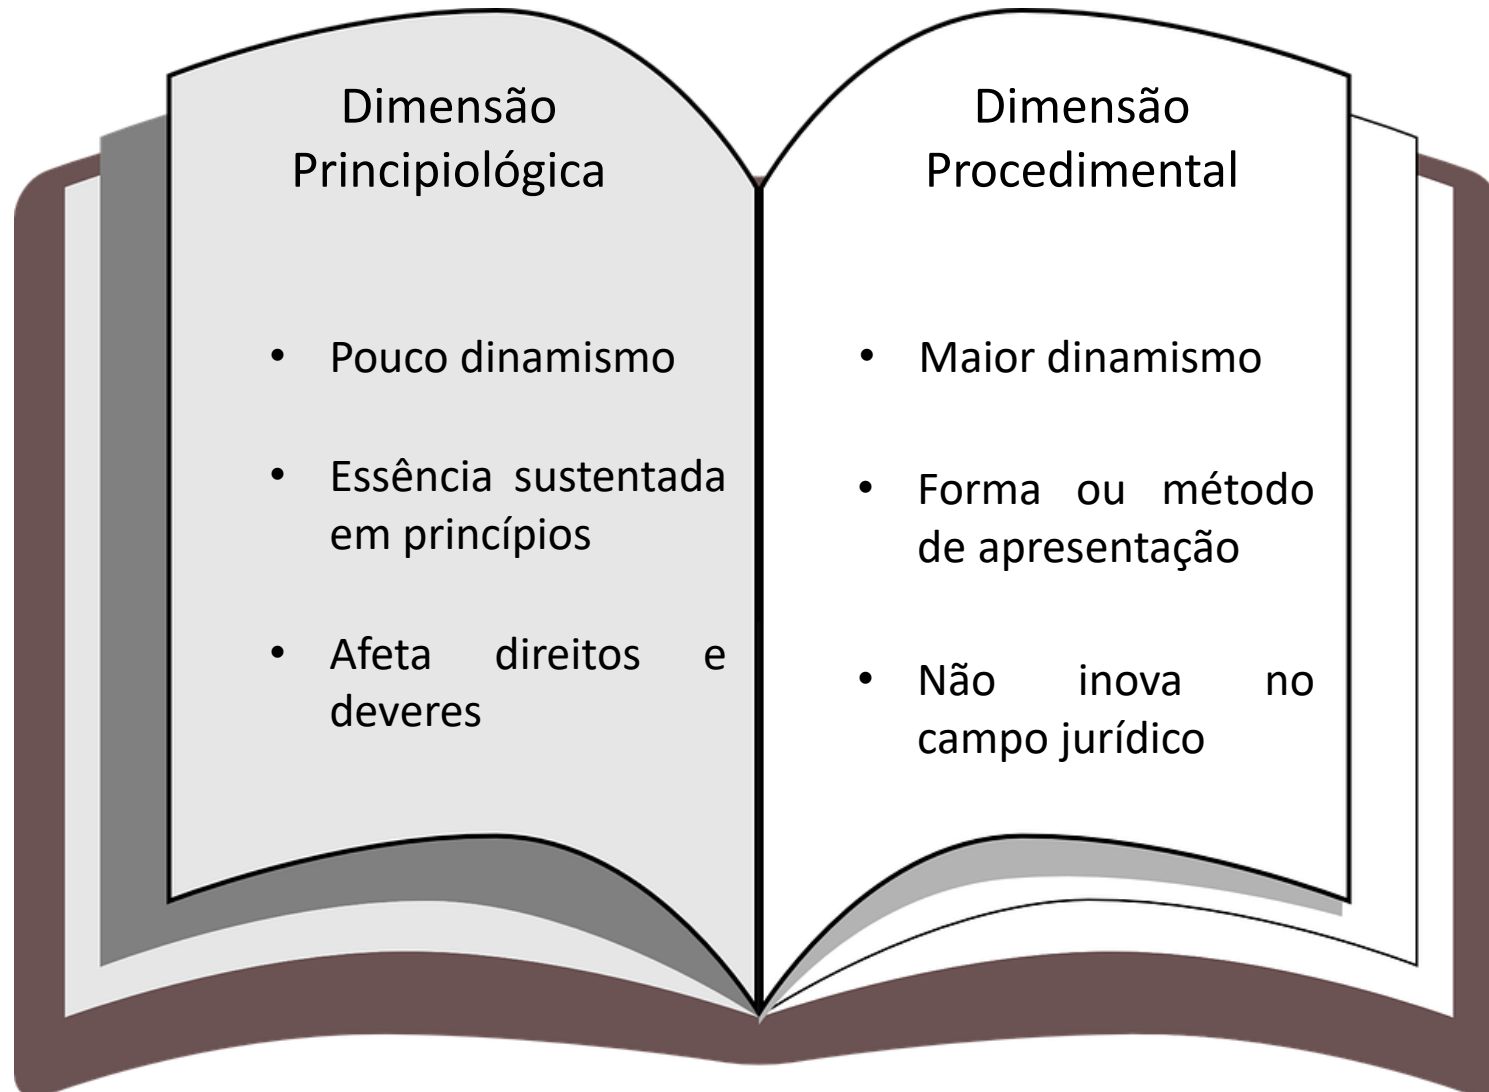 Dimensão
Principiológica
• Pouco dinamismo
• Essência sustentada
em princípios
• Afeta direitos e
deveres
Dimensão
Procedimental
• Maior dinamismo
• Forma ou método
de apresentação
• Não inova no
campo jurídico